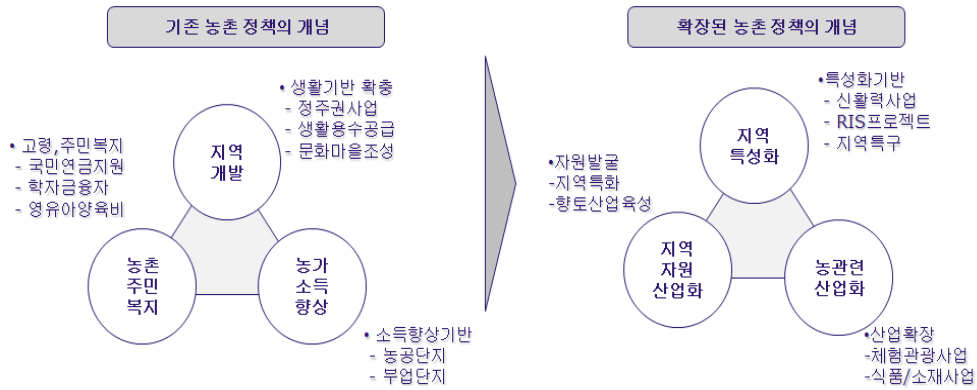 기존 농촌 정책의 개념
• 생활기반 확충
- 정주권사업
- 생활용수공급
- 문화마을조성
• 고령,주민복지
- 국민연금지원
- 학자금융자
- 영유아양육비
지역
개발
농촌
주민
복지
농가
소득
향상
• 소득향상기반
- 농공단지
- 부업단지
확장된 농촌 정책의 개념
•특성화기반
- 신활력사업
- RIS프로젝트
- 지역특구
•자원발굴
-지역특화
-향토산업육성
지역
특성화
지역
자원
산업화
농관련
산업화
•산업확장
-체험관광사업
-식품/소재사업